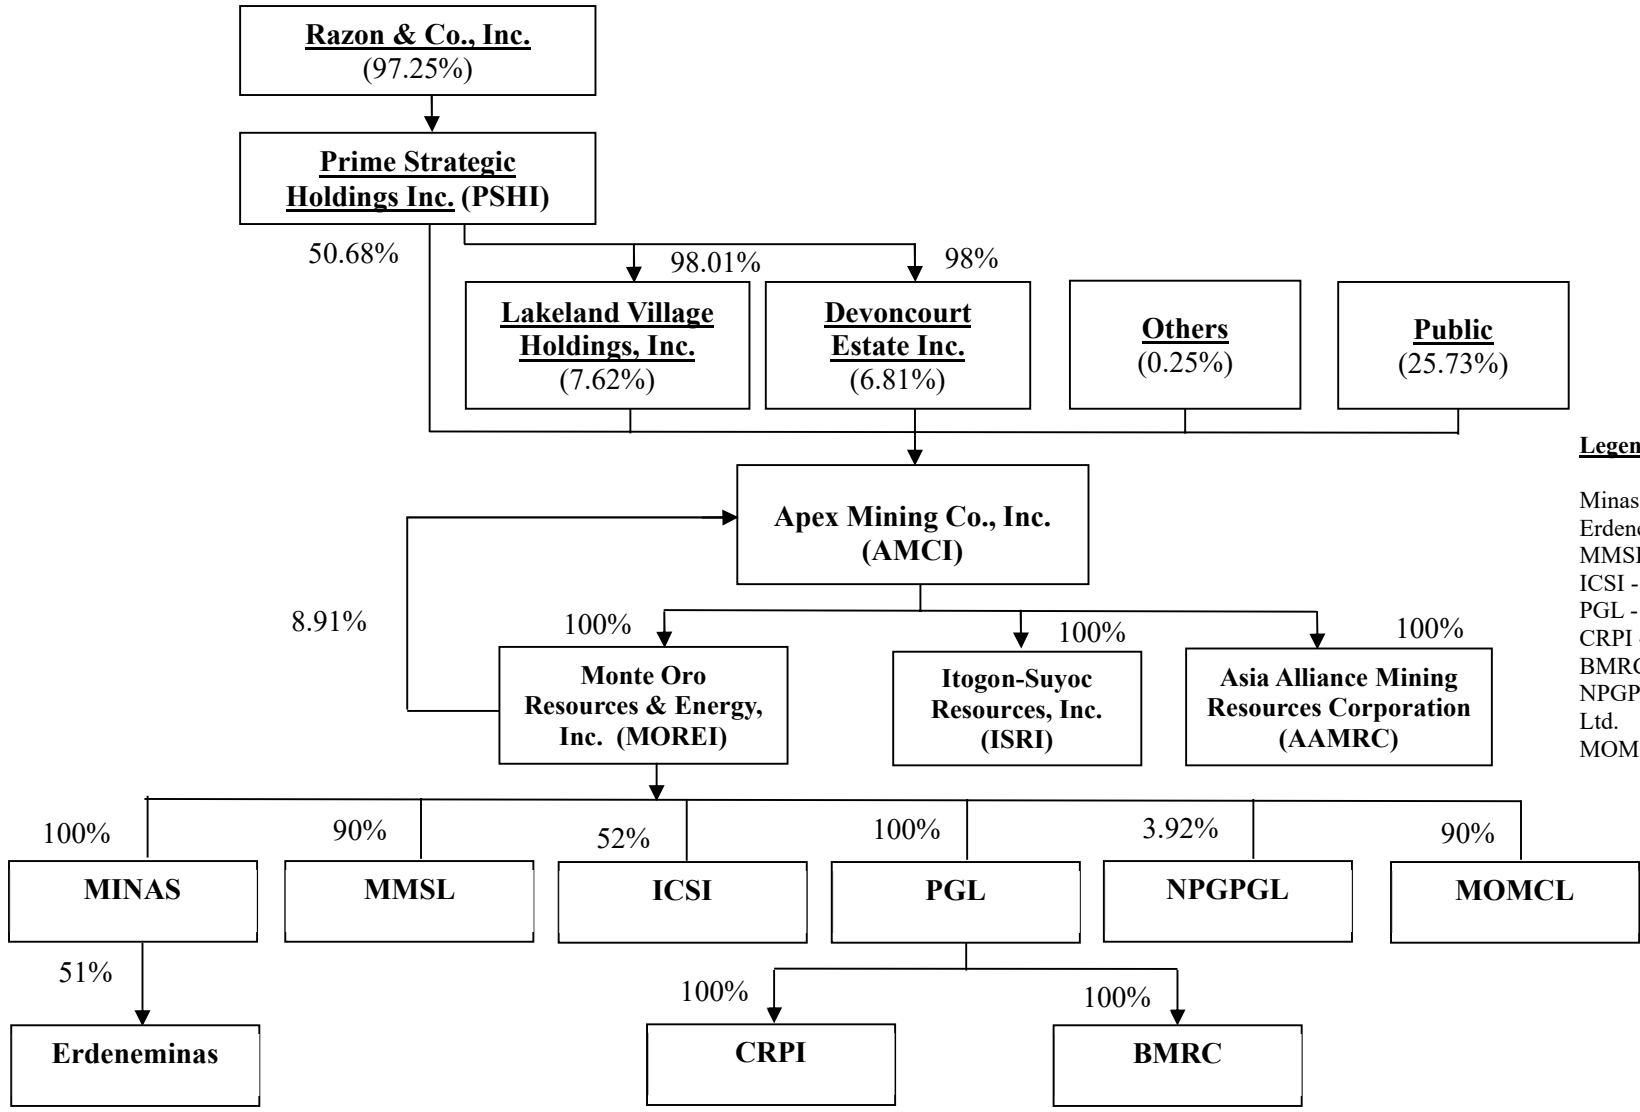 Razon & Co., Inc.
(97.25%)
Prime Strategic
Holdings Inc. (PSHI)
50.68%
98.01%
98%
Lakeland Village
Holdings, Inc.
(7.62%)
Devoncourt
Estate Inc.
(6.81%)
Others
(0.25%)
Public
(25.73%)
Apex Mining Co., Inc.
(AMCI)
8.91%
100%
100%
100%
Monte Oro
Resources & Energy,
Inc. (MOREI)
Itogon-Suyoc
Resources, Inc.
(ISRI)
Asia Alliance Mining
Resources Corporation
(AAMRC)
100%
90%
52%
100%
3.92%
90%
MINAS
MMSL
ICSI
PGL
NPGPGL
MOMCL
51%
100%
100%
Erdeneminas
CRPI
BMRC
Minas
ICSI -
PGL -
CRPI
Ltd.